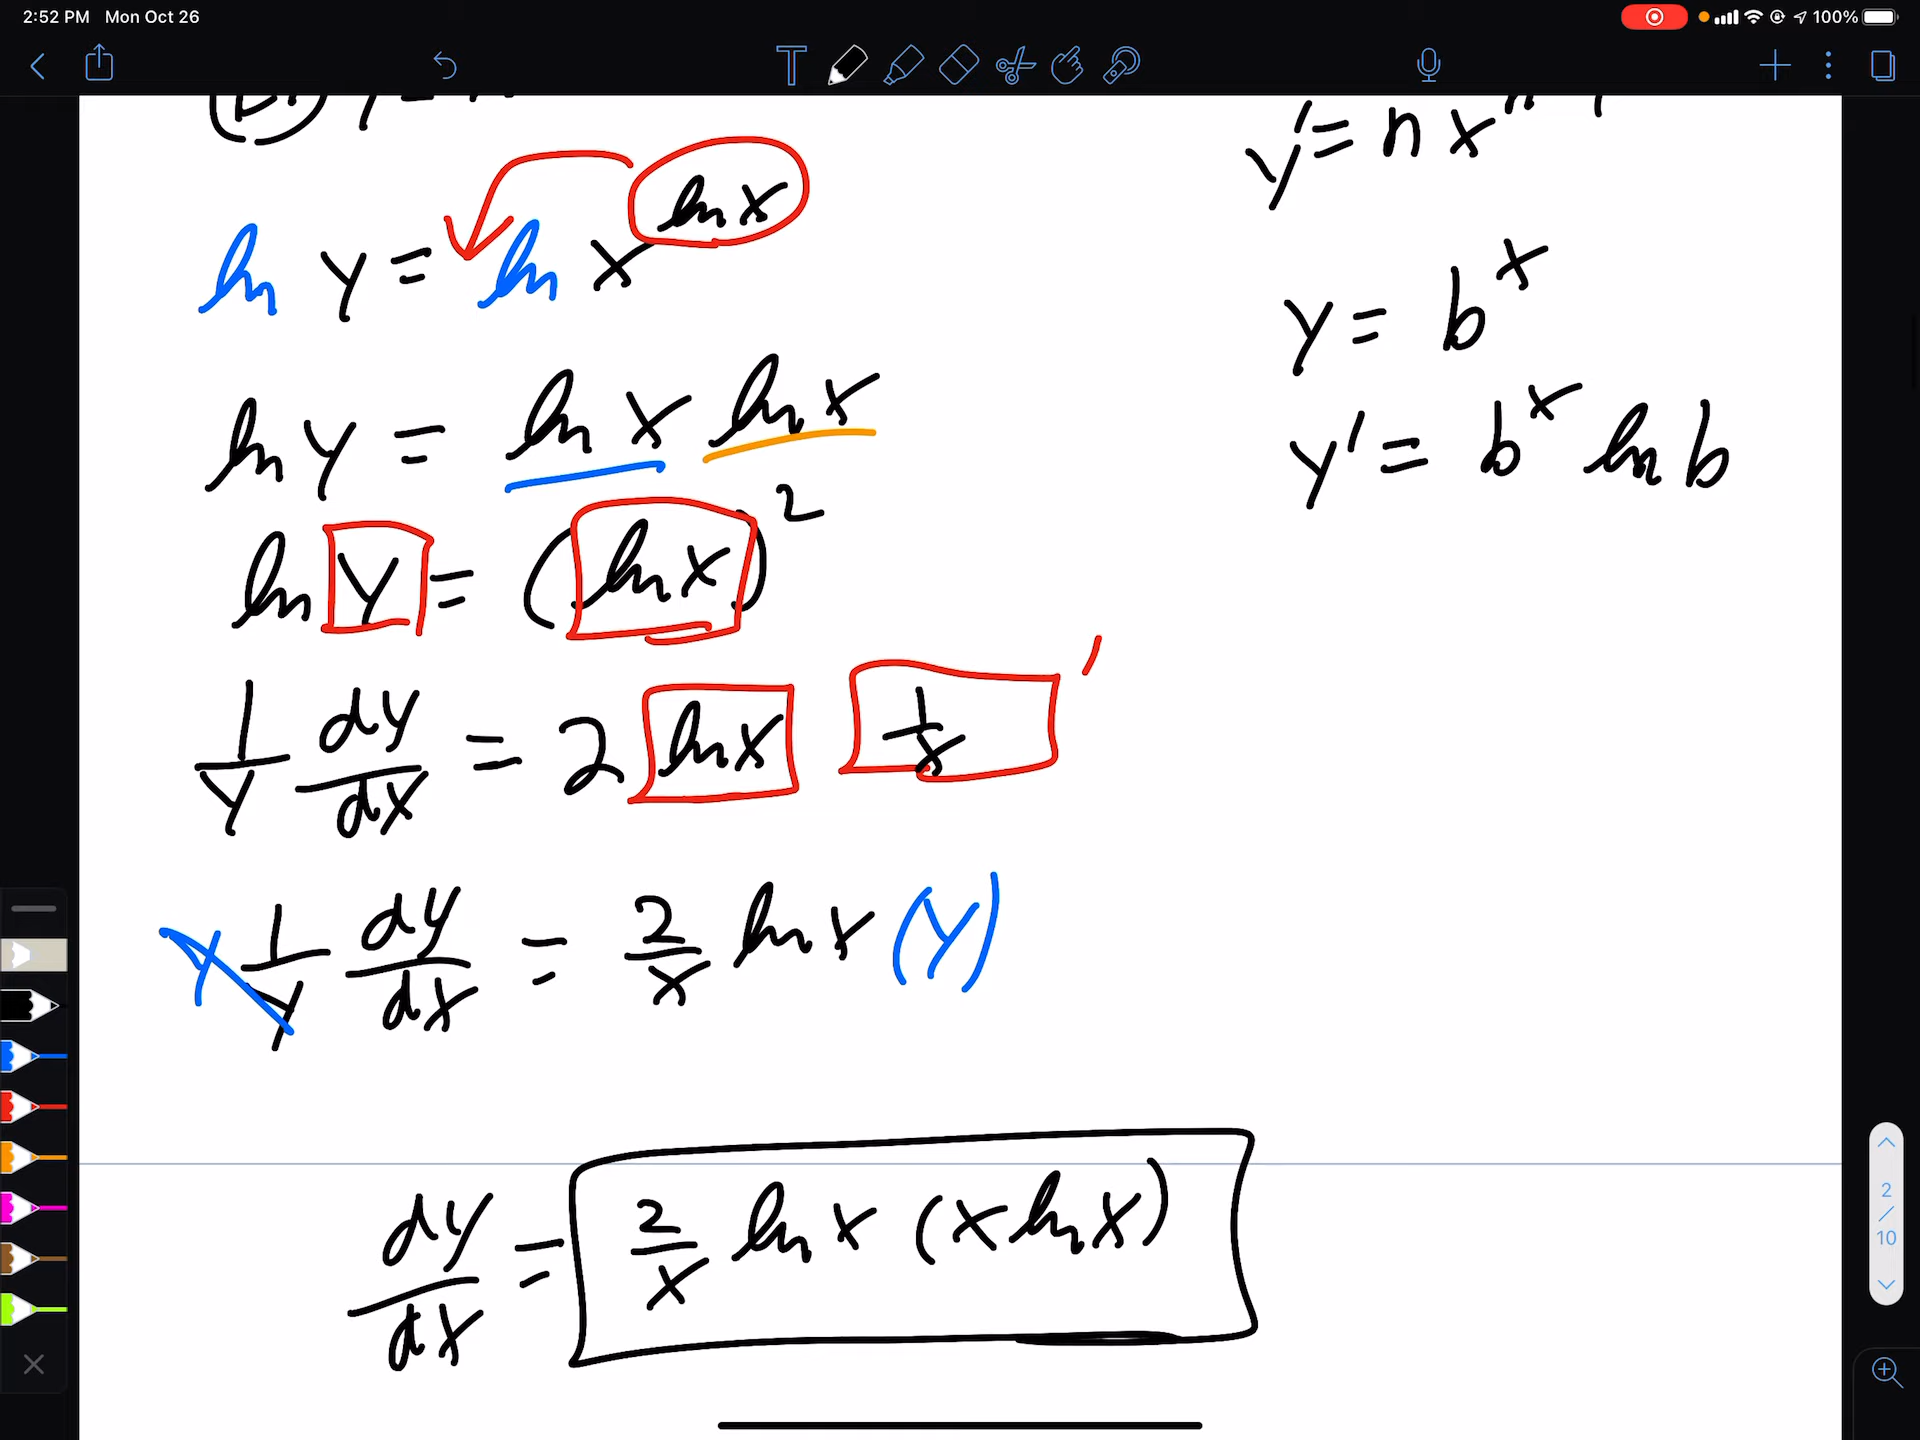 2:52 PM Mon Oct 26
100%
T
y' = n x
ln y = ln x^{ln x}
ln y = ln x ln x
ln y = (ln x)^2
1/y dy/dx = 2 ln x 1/x '
y 1/y dy/dx = 2/x ln x (y)
dy/dx = 2/x ln x (x ln x)
y = b^x
y' = b^x ln b
2
/
10